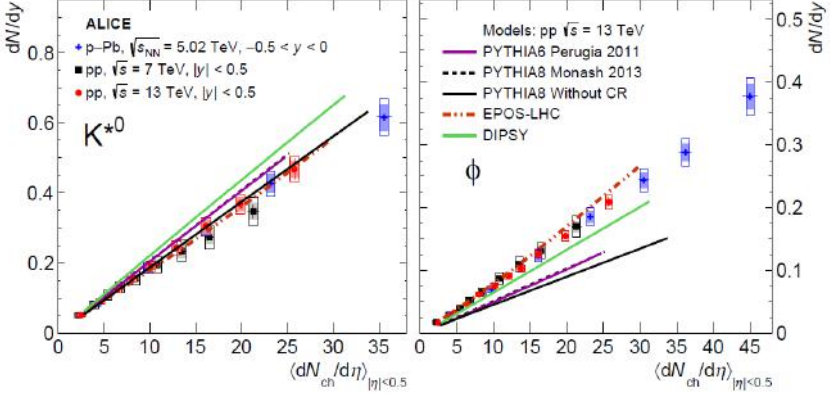 dN/dy
ALICE
p–Pb, √sNN = 5.02 TeV, −0.5 < y < 0
pp, √s = 7 TeV, |y| < 0.5
pp, √s = 13 TeV, |y| < 0.5
K*0
0.8
0.6
0.4
0.2
0
0 5 10 15 20 25 30 35
⟨dNch/dη⟩|η|<0.5
Models: pp √s = 13 TeV
PYTHIA6 Perugia 2011
PYTHIA8 Monash 2013
PYTHIA8 Without CR
EPOS-LHC
DIPSY
ϕ
dN/dy
0.5
0.4
0.3
0.2
0.1
0
0 5 10 15 20 25 30 35 40 45
⟨dNch/dη⟩|η|<0.5